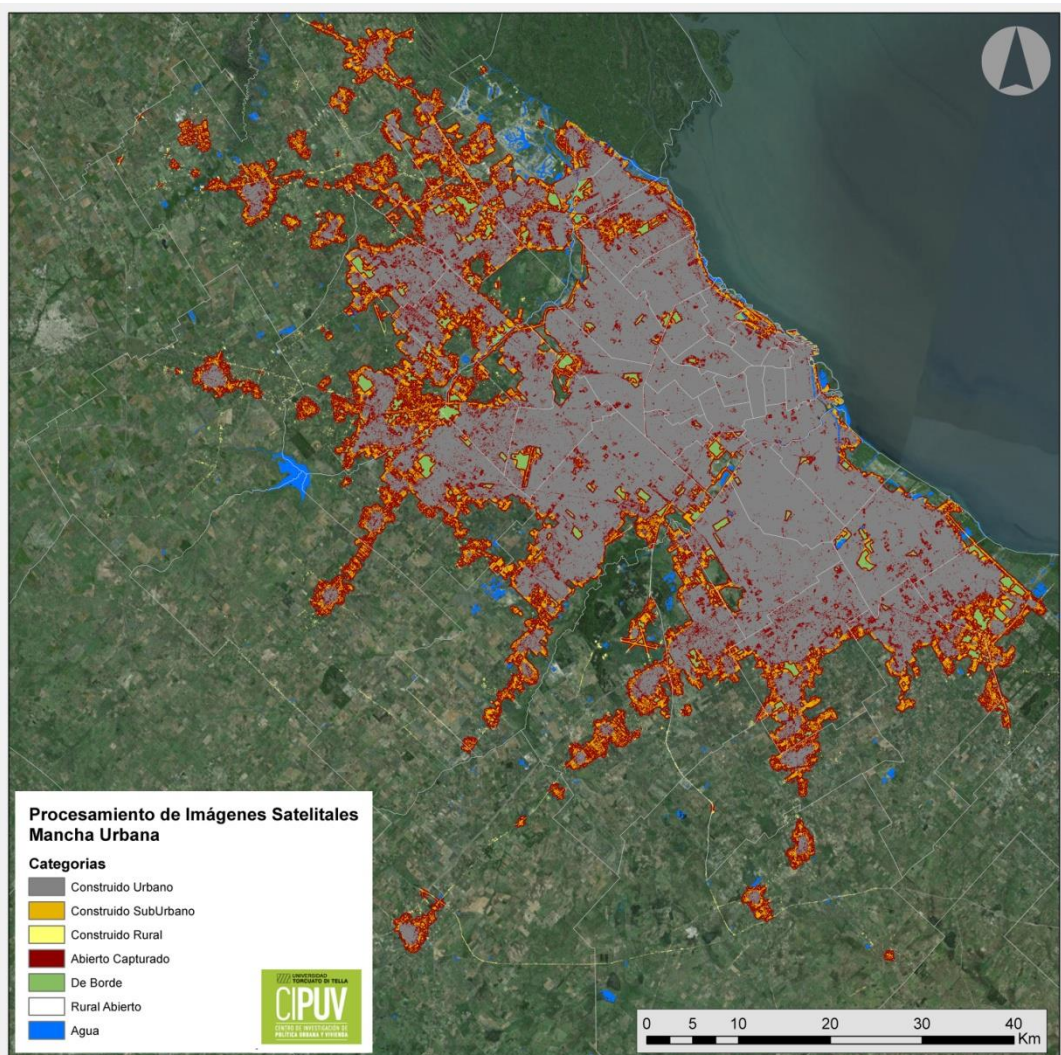 Procesamiento de Imágenes Satelitales
Mancha Urbana
Categorias
Construido Urbano
Construido SubUrbano
Construido Rural
Abierto Capturado
De Borde
Rural Abierto
Agua
UNIVERSIDAD
TORCUATO DI TELLA
CIPUV
CENTRO DE INVESTIGACIÓN DE
POLÍTICA URBANA Y VIVIENDA
0 5 10 20 30 40
Km